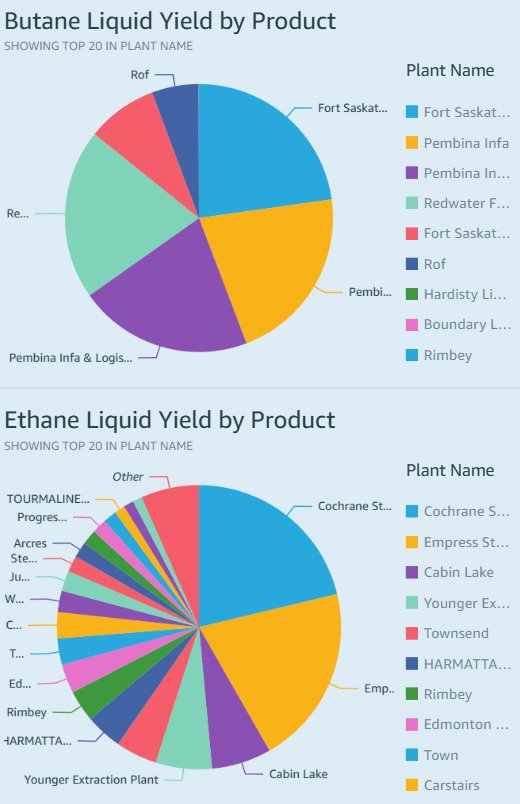 Butane Liquid Yield by Product
SHOWING TOP 20 IN PLANT NAME
Rof
Fort Saskat...
Re...
Pembi...
Pembina Infa & Logis...
Plant Name
Fort Saskat...
Pembina Infa
Pembina In...
Redwater F...
Fort Saskat...
Rof
Hardisty Li...
Boundary L...
Rimbey
Ethane Liquid Yield by Product
SHOWING TOP 20 IN PLANT NAME
Other
TOURMALINE...
Progres...
Arcres
Ste...
Ju...
W...
C...
T...
Ed...
Rimbey
HARMATTA...
Younger Extraction Plant
Cabin Lake
Emp..
Cochrane St...
Plant Name
Cochrane S...
Empress St...
Cabin Lake
Younger Ex...
Townsend
HARMATTA...
Rimbey
Edmonton ...
Town
Carstairs